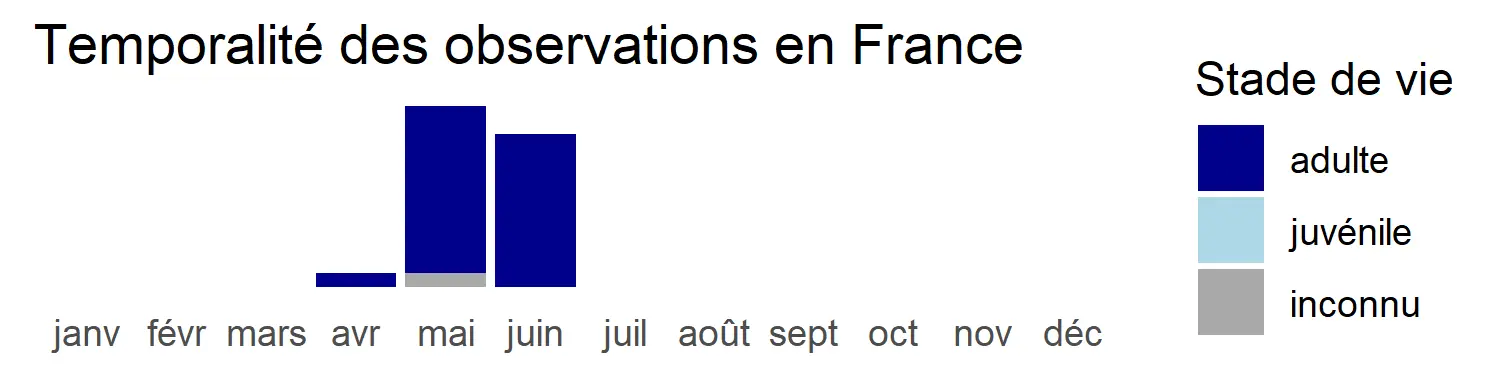 Temporalité des observations en France
Stade de vie
adulte
juvénile
inconnu
janv févr mars avr mai juin juil août sept oct nov déc